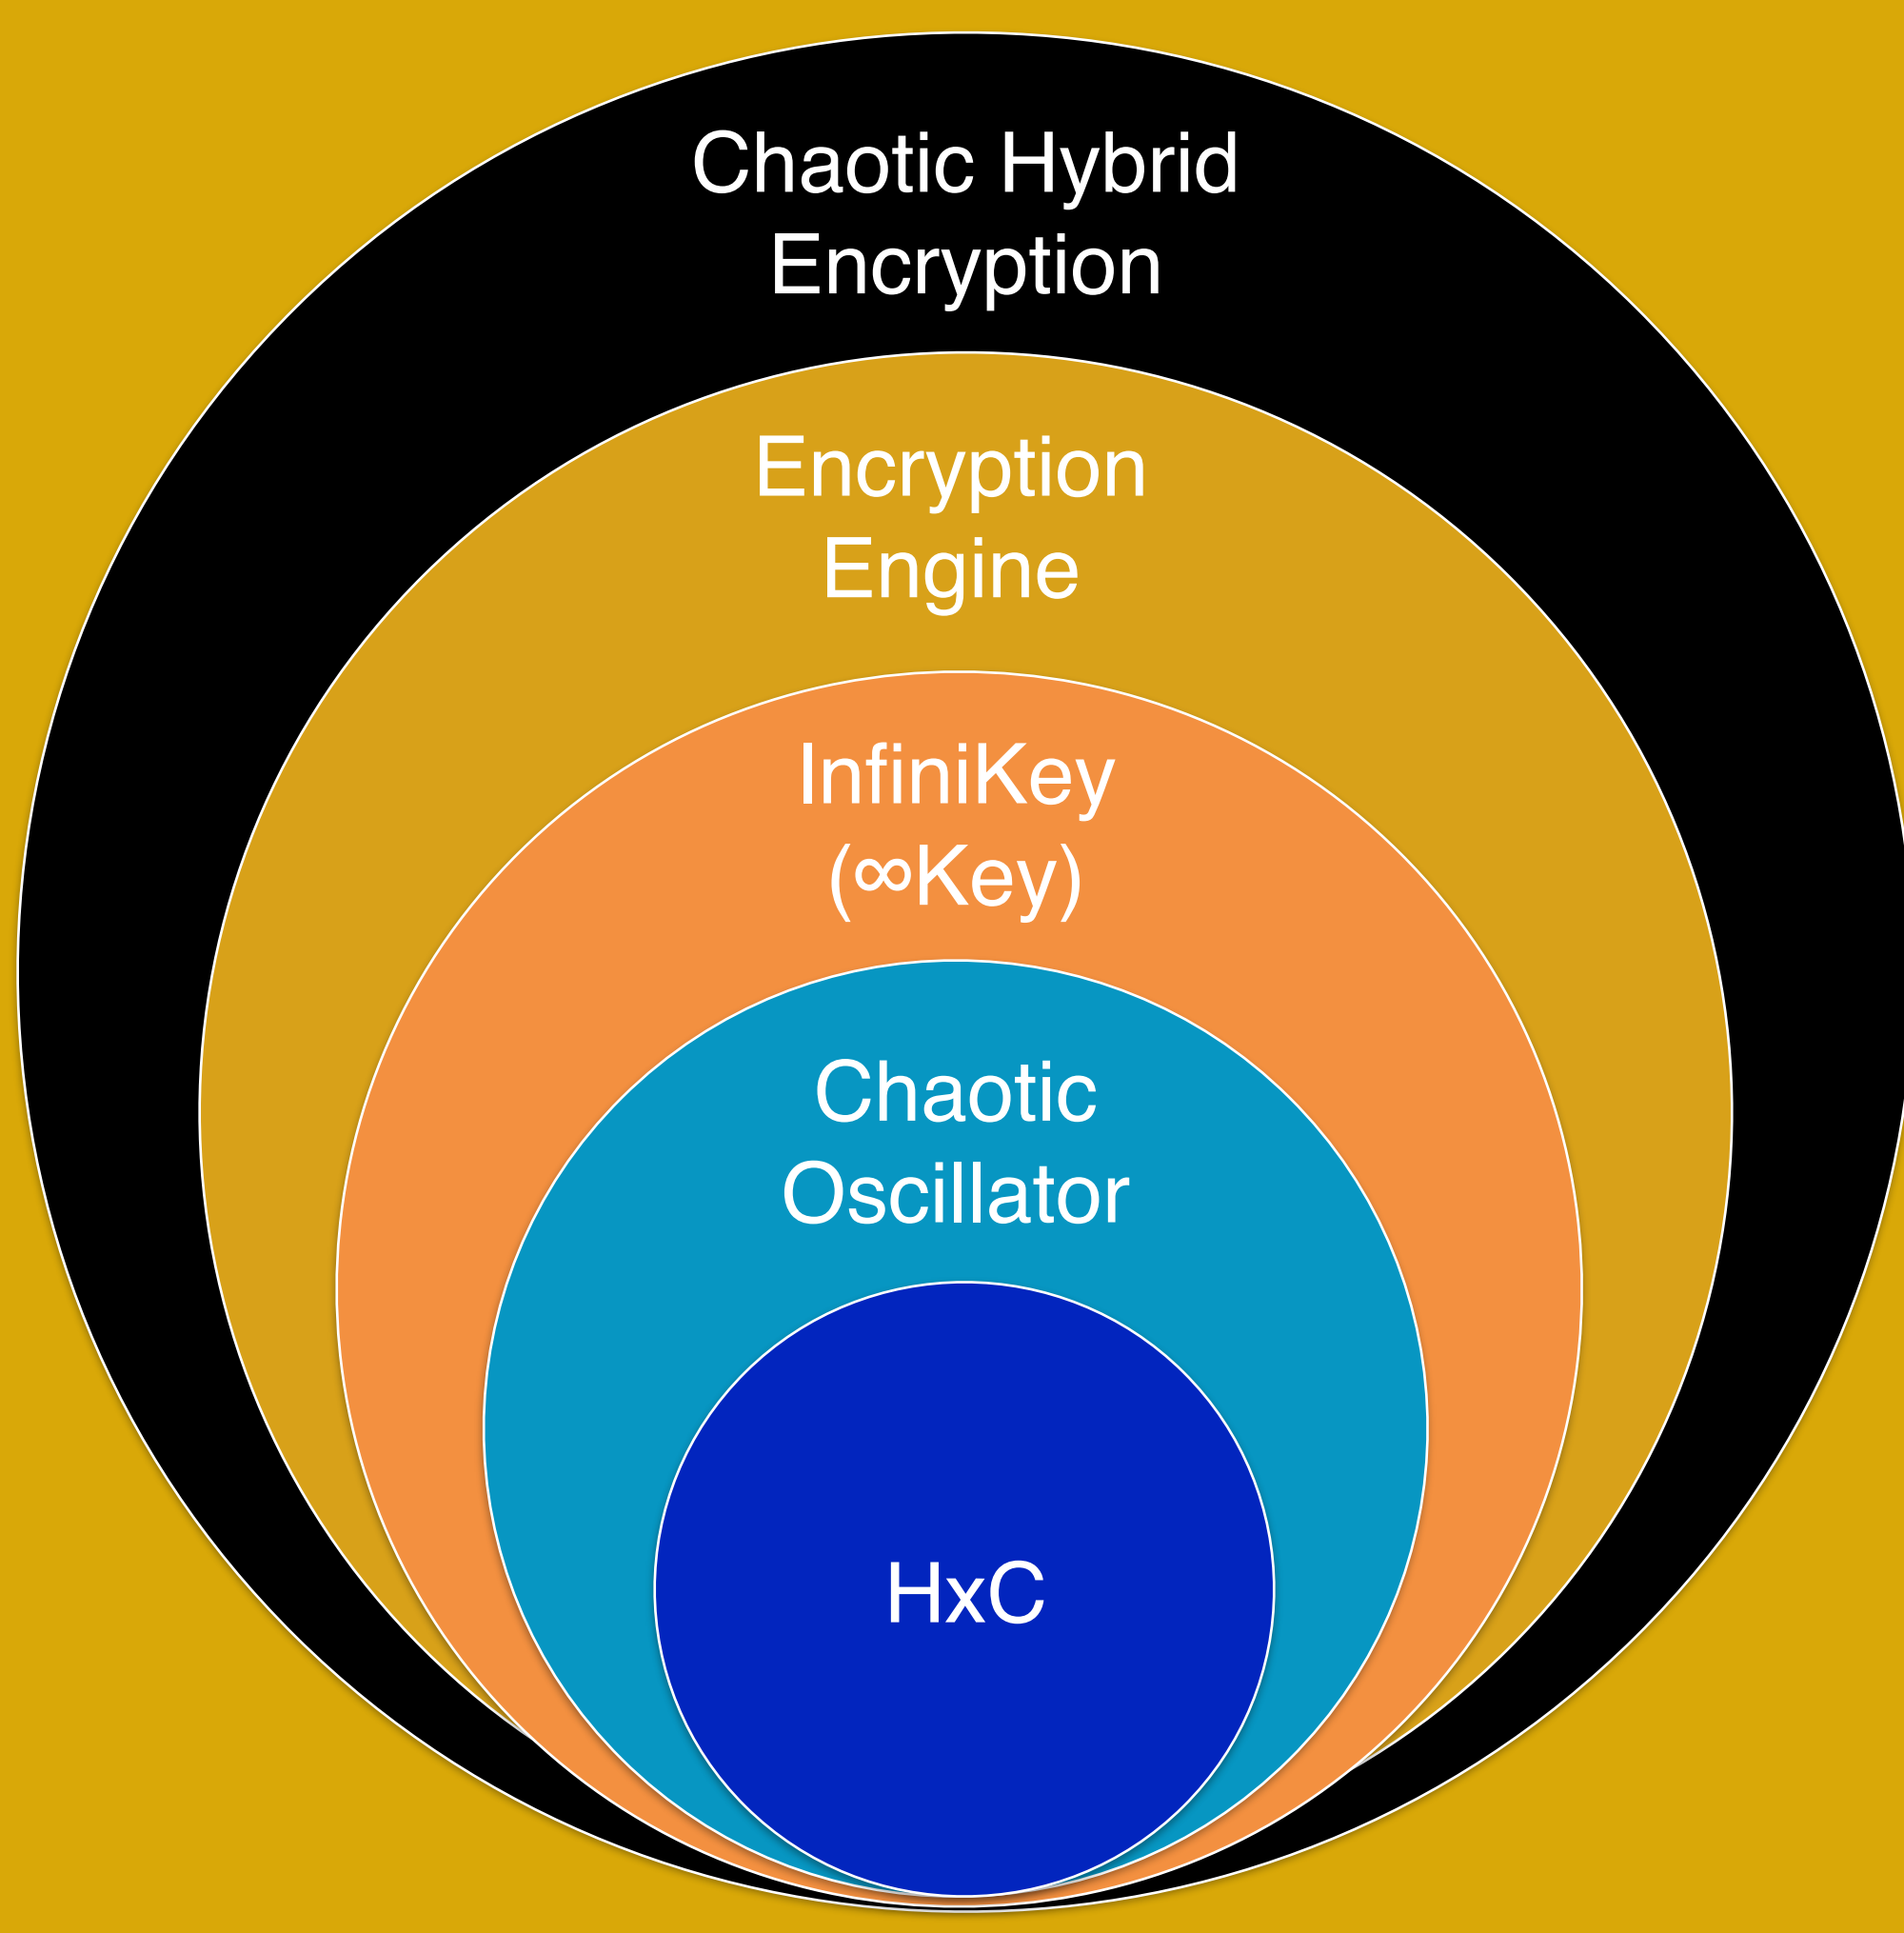 Chaotic Hybrid
Encryption
Encryption
Engine
InfiniKey
(∞Key)
Chaotic
Oscillator
HxC